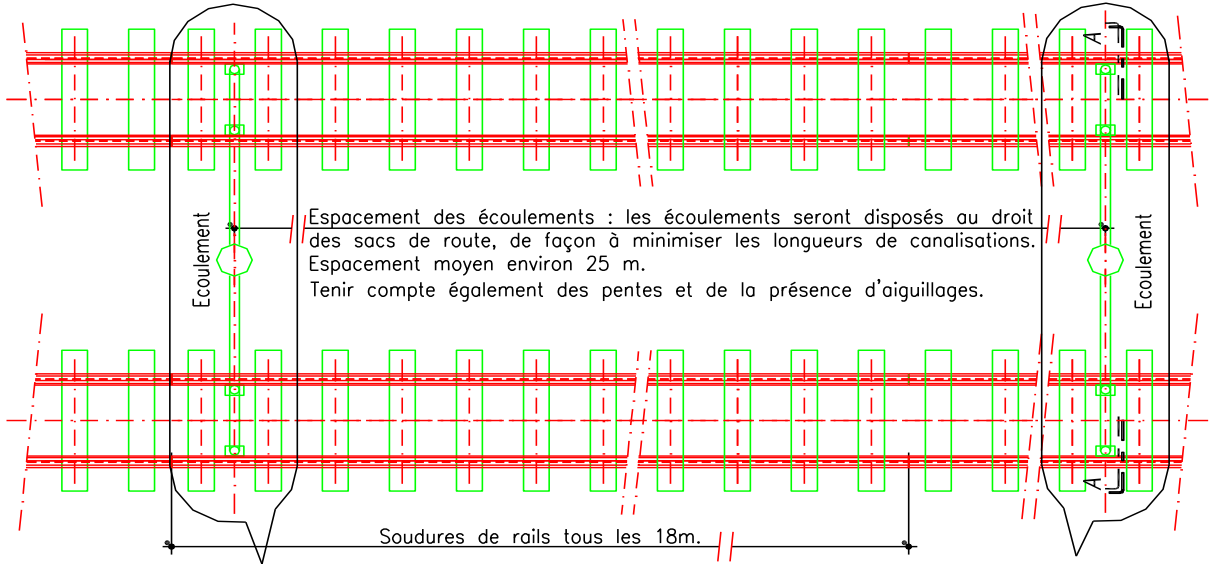 A
Ecoulement
Espacement des écoulements : les écoulements seront disposés au droit
des sacs de route, de façon à minimiser les longueurs de canalisations.
Espacement moyen environ 25 m.
Tenir compte également des pentes et de la présence d'aiguillages.
Ecoulement
A
Soudures de rails tous les 18m.